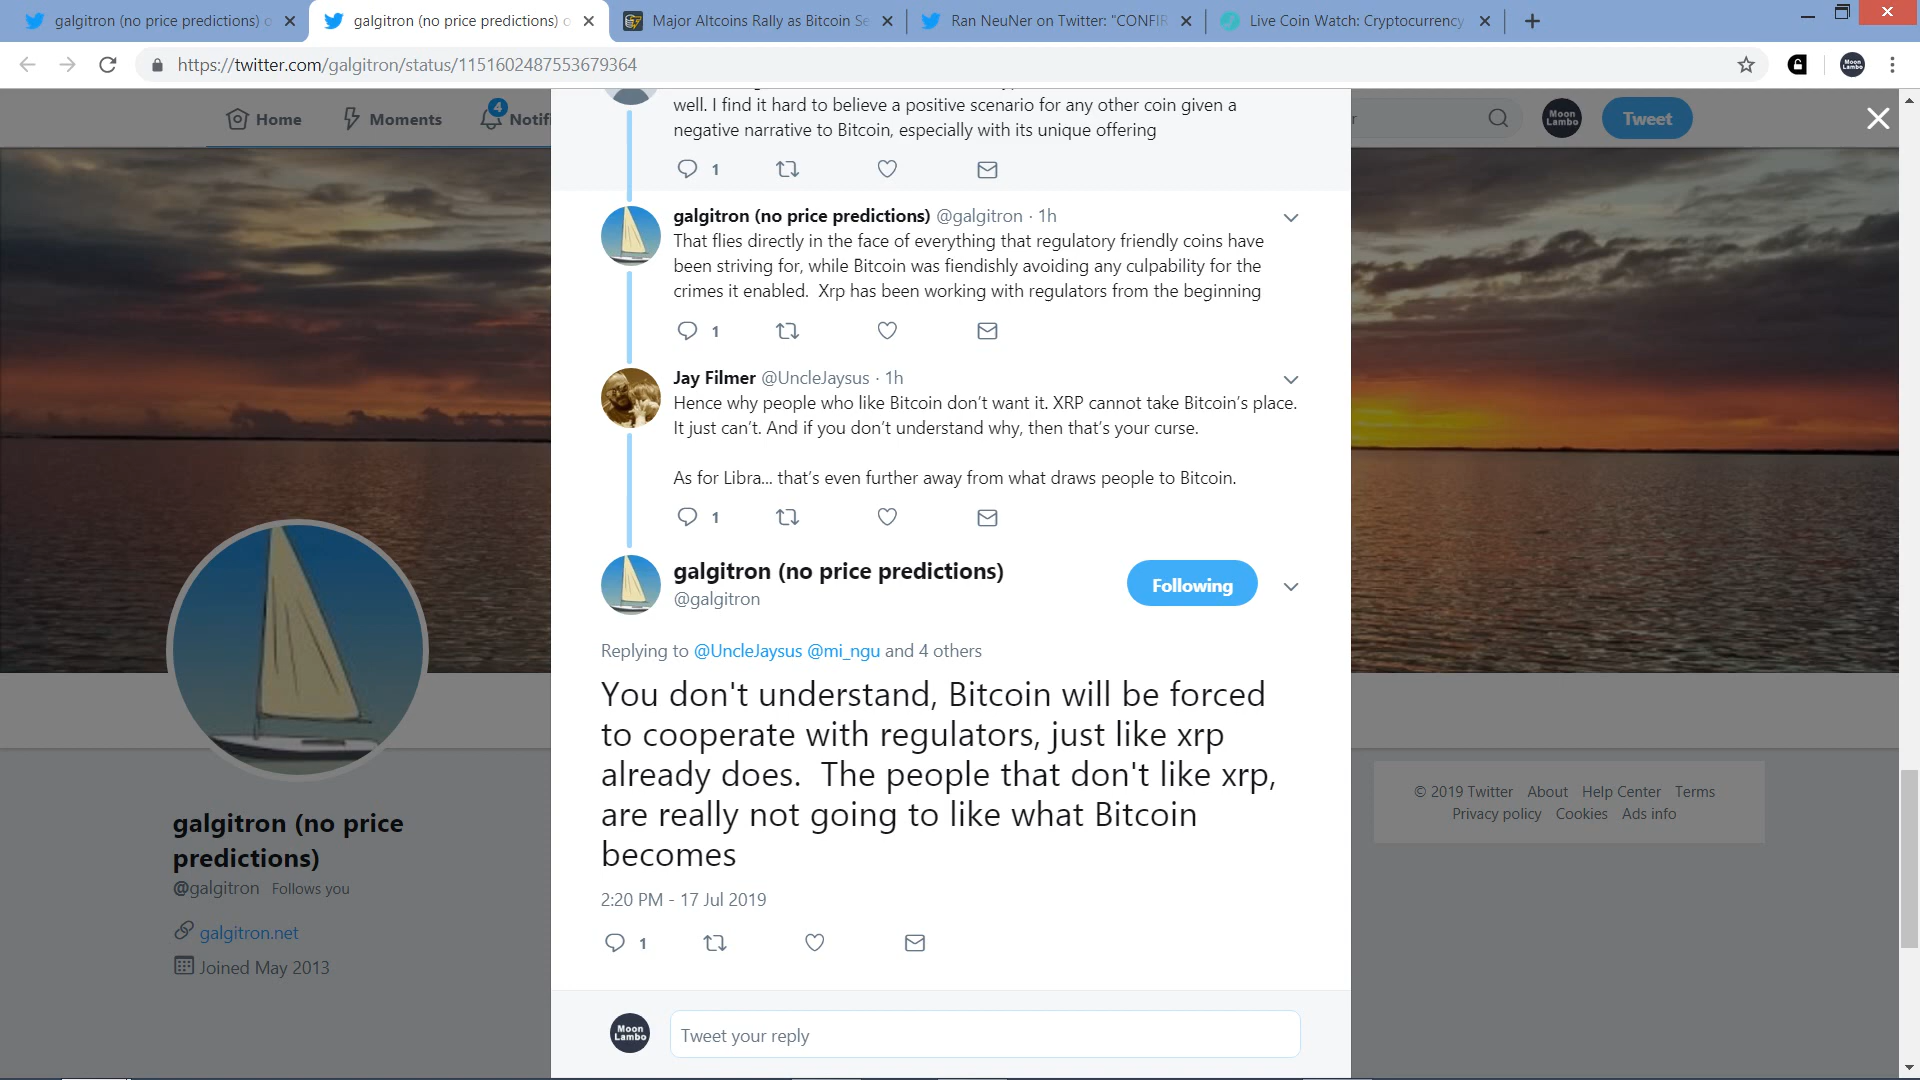 galgitron (no price predictions) o
galgitron (no price predictions) o
Major Altcoins Rally as Bitcoin Se
Ran NeuNer on Twitter: "CONFIR
Live Coin Watch: Cryptocurrency
https://twitter.com/galgitron/status/1151602487553679364
Moon Lambo
Home
Moments
4
Notif
r
Moon Lambo
Tweet
well. I find it hard to believe a positive scenario for any other coin given a
negative narrative to Bitcoin, especially with its unique offering
1
galgitron (no price predictions) @galgitron · 1h
That flies directly in the face of everything that regulatory friendly coins have
been striving for, while Bitcoin was fiendishly avoiding any culpability for the
crimes it enabled.  Xrp has been working with regulators from the beginning
1
Jay Filmer @UncleJaysus · 1h
Hence why people who like Bitcoin don't want it. XRP cannot take Bitcoin's place.
It just can't. And if you don't understand why, then that's your curse.
As for Libra... that's even further away from what draws people to Bitcoin.
1
galgitron (no price predictions)
@galgitron
Following
Replying to @UncleJaysus @mi_ngu and 4 others
You don't understand, Bitcoin will be forced
to cooperate with regulators, just like xrp
already does.  The people that don't like xrp,
are really not going to like what Bitcoin
becomes
2:20 PM - 17 Jul 2019
1
Moon Lambo
Tweet your reply
galgitron (no price
predictions)
@galgitron Follows you
galgitron.net
Joined May 2013
© 2019 Twitter About Help Center Terms
Privacy policy Cookies Ads info